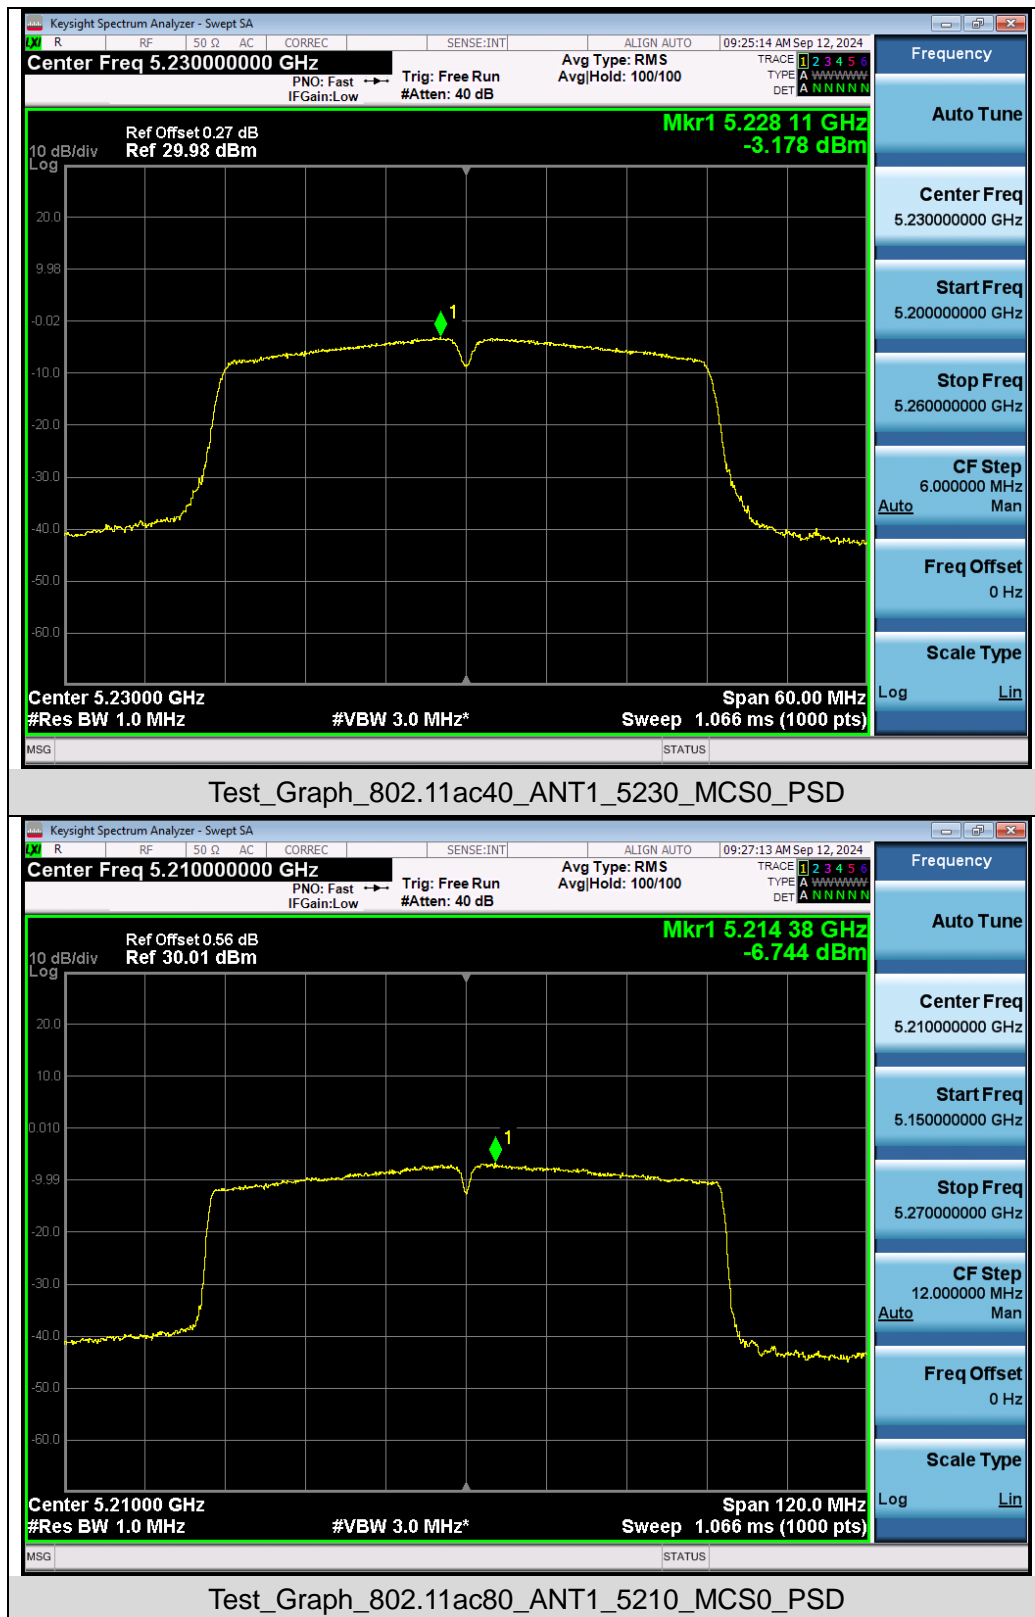 Keysight Spectrum Analyzer - Swept SA
LXI R RF 50 Ω AC CORREC SENSE:INT ALIGN AUTO 09:25:14 AM Sep 12, 2024
Center Freq 5.230000000 GHz
PNO: Fast
IFGain:Low
Trig: Free Run
#Atten: 40 dB
Avg Type: RMS
Avg|Hold: 100/100
TRACE 1 2 3 4 5 6
TYPE A WWWWW
DET A N N N N N
Mkr1 5.228 11 GHz
-3.178 dBm
Ref Offset 0.27 dB
10 dB/div Ref 29.98 dBm
Log
20.0
9.98
-0.02
-10.0
-20.0
-30.0
-40.0
-50.0
-60.0
1
Center 5.23000 GHz Span 60.00 MHz
#Res BW 1.0 MHz #VBW 3.0 MHz* Sweep 1.066 ms (1000 pts)
MSG STATUS
Frequency
Auto Tune
Center Freq
5.230000000 GHz
Start Freq
5.200000000 GHz
Stop Freq
5.260000000 GHz
CF Step
6.000000 MHz
Auto Man
Freq Offset
0 Hz
Scale Type
Log Lin
Test_Graph_802.11ac40_ANT1_5230_MCS0_PSD
Keysight Spectrum Analyzer - Swept SA
LXI R RF 50 Ω AC CORREC SENSE:INT ALIGN AUTO 09:27:13 AM Sep 12, 2024
Center Freq 5.210000000 GHz
PNO: Fast
IFGain:Low
Trig: Free Run
#Atten: 40 dB
Avg Type: RMS
Avg|Hold: 100/100
TRACE 1 2 3 4 5 6
TYPE A WWWWW
DET A N N N N N
Mkr1 5.214 38 GHz
-6.744 dBm
Ref Offset 0.56 dB
10 dB/div Ref 30.01 dBm
Log
20.0
10.0
0.010
-9.99
-20.0
-30.0
-40.0
-50.0
-60.0
1
Center 5.21000 GHz Span 120.0 MHz
#Res BW 1.0 MHz #VBW 3.0 MHz* Sweep 1.066 ms (1000 pts)
MSG STATUS
Frequency
Auto Tune
Center Freq
5.210000000 GHz
Start Freq
5.150000000 GHz
Stop Freq
5.270000000 GHz
CF Step
12.000000 MHz
Auto Man
Freq Offset
0 Hz
Scale Type
Log Lin
Test_Graph_802.11ac80_ANT1_5210_MCS0_PSD